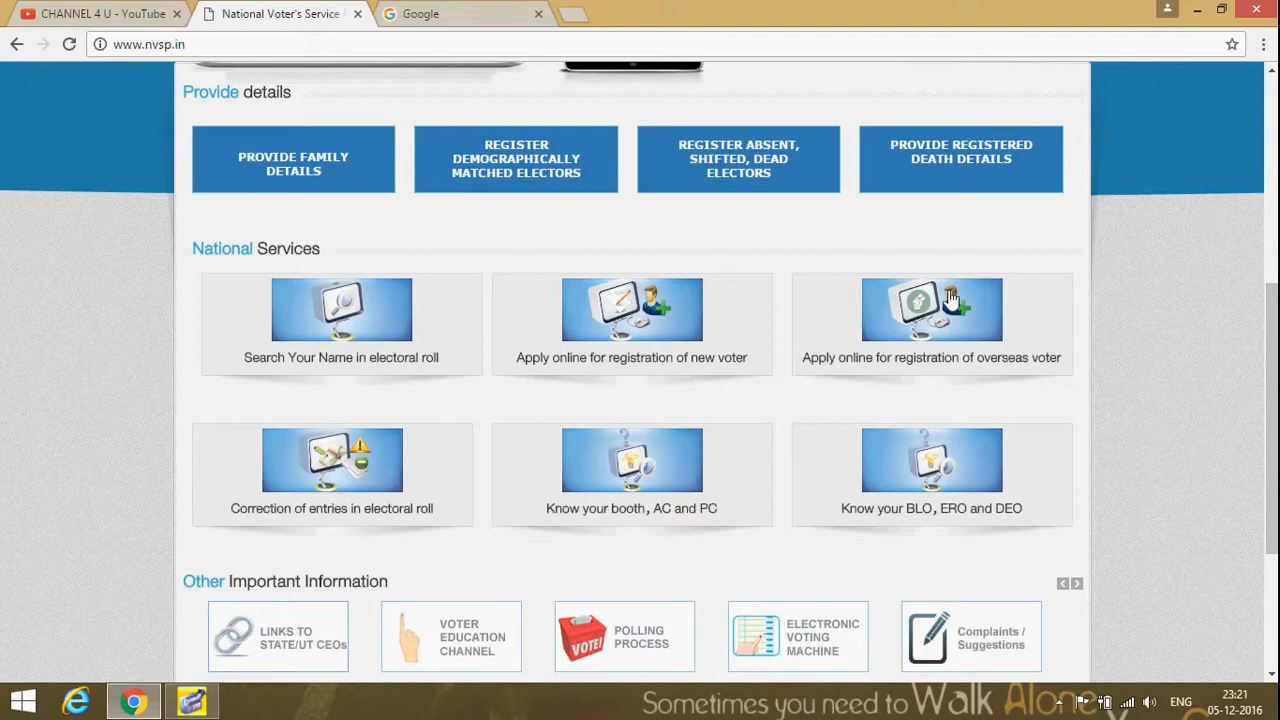 CHANNEL 4 U - YouTube
National Voter's Service
Google
www.nvsp.in
Provide details
PROVIDE FAMILY
DETAILS
REGISTER
DEMOGRAPHICALLY
MATCHED ELECTORS
REGISTER ABSENT,
SHIFTED, DEAD
ELECTORS
PROVIDE REGISTERED
DEATH DETAILS
National Services
Search Your Name in electoral roll
Apply online for registration of new voter
Apply online for registration of overseas voter
Correction of entries in electoral roll
Know your booth, AC and PC
Know your BLO, ERO and DEO
Other Important Information
LINKS TO
STATE/UT CEOs
VOTER
EDUCATION
CHANNEL
VOTE!
POLLING
PROCESS
ELECTRONIC
VOTING
MACHINE
Complaints /
Suggestions
Sometimes you need to Walk Alone
ENG
23:21
05-12-2016